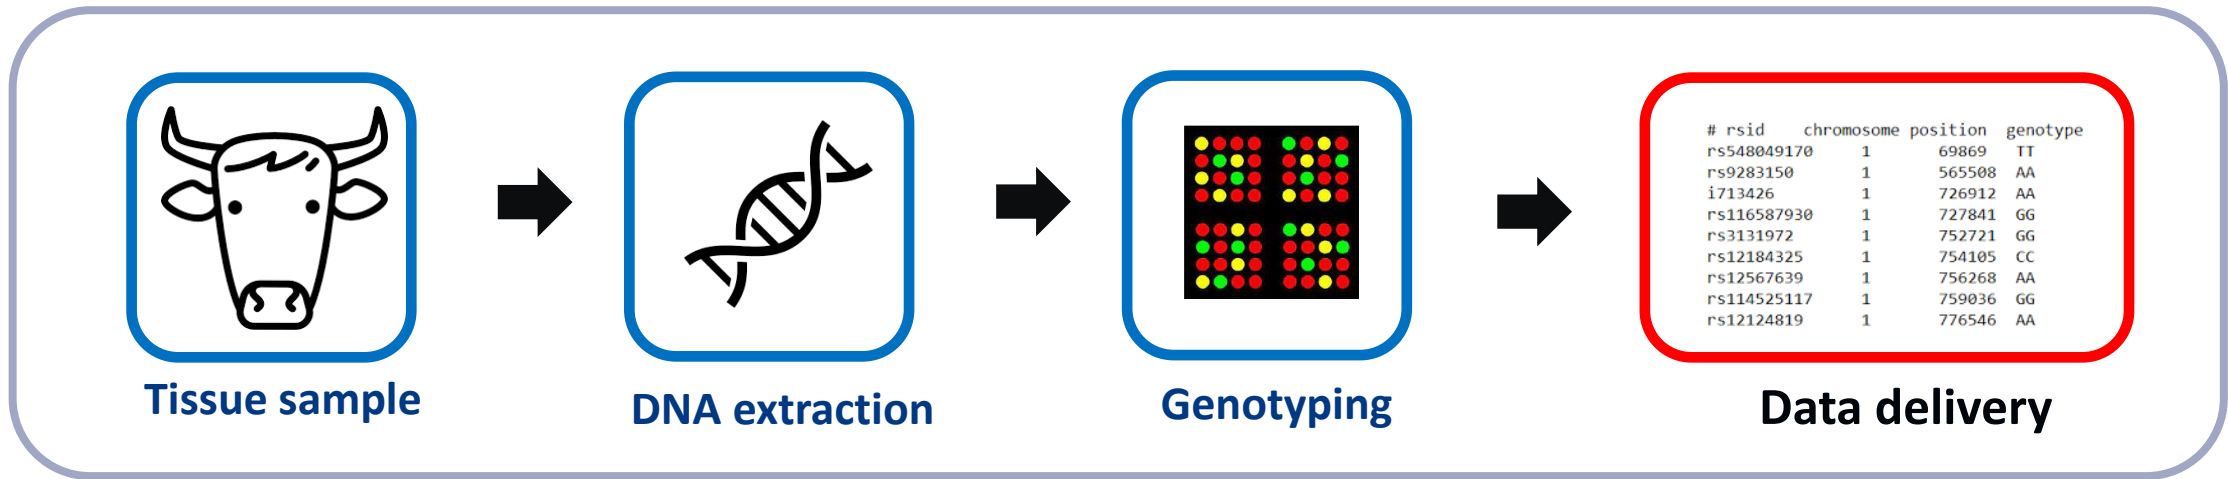 # rsid chromosome position genotype
rs548049170 1 69869 TT
rs9283150 1 565508 AA
i713426 1 726912 AA
rs116587930 1 727841 GG
rs3131972 1 752721 GG
rs12184325 1 754105 CC
rs12567639 1 756268 AA
rs114525117 1 759036 GG
rs12124819 1 776546 AA
Tissue sample
DNA extraction
Genotyping
Data delivery